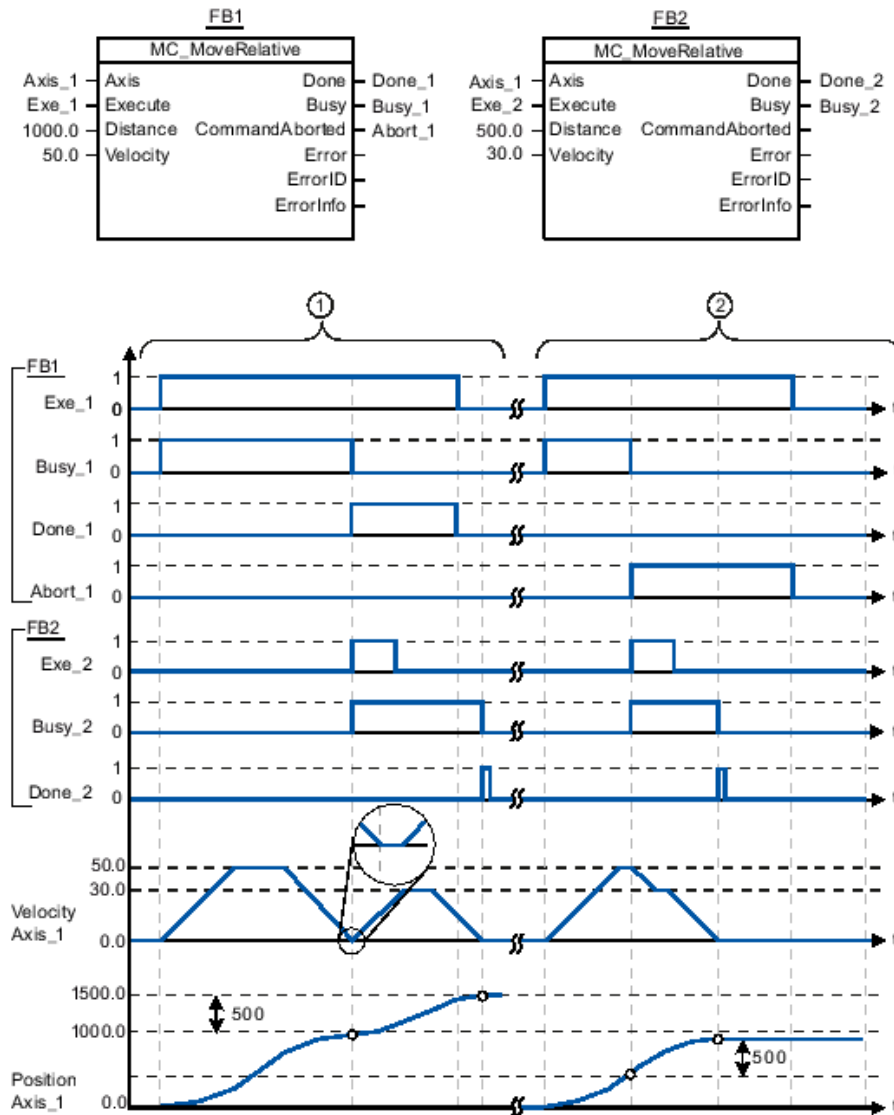 FB1
MC_MoveRelative
Axis_1 Axis Done Done_1
Exe_1 Execute Busy Busy_1
1000.0 Distance CommandAborted Abort_1
50.0 Velocity Error
ErrorID
ErrorInfo
FB2
MC_MoveRelative
Axis_1 Axis Done Done_2
Exe_2 Execute Busy Busy_2
500.0 Distance CommandAborted
30.0 Velocity Error
ErrorID
ErrorInfo
1 2
FB1
1
Exe_1 0 t
1
Busy_1 0
1
Done_1 0 t
1
Abort_1 0 t
FB2
1
Exe_2 0 t
1
Busy_2 0 t
1
Done_2 0 t
50.0
30.0
Velocity
Axis_1 0.0 t
1500.0
500
1000.0
500
Position
Axis_1 0.0 t